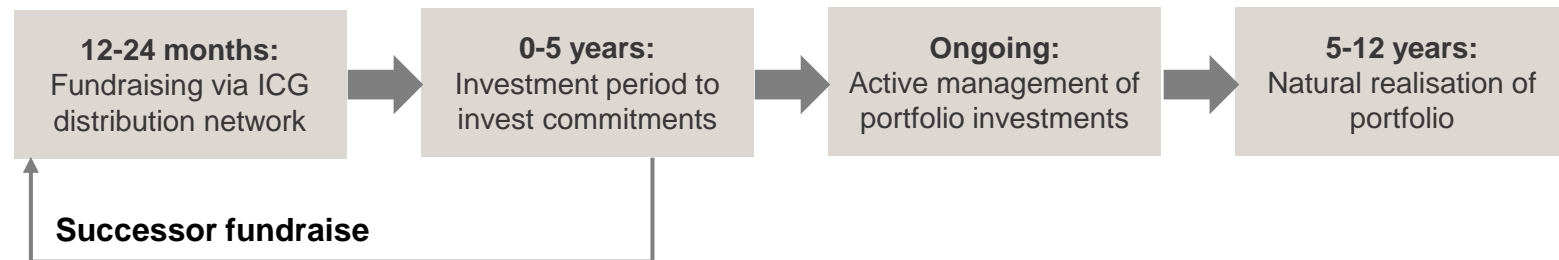 12-24 months:
Fundraising via ICG
distribution network
0-5 years:
Investment period to
invest commitments
Ongoing:
Active management of
portfolio investments
5-12 years:
Natural realisation of
portfolio
Successor fundraise